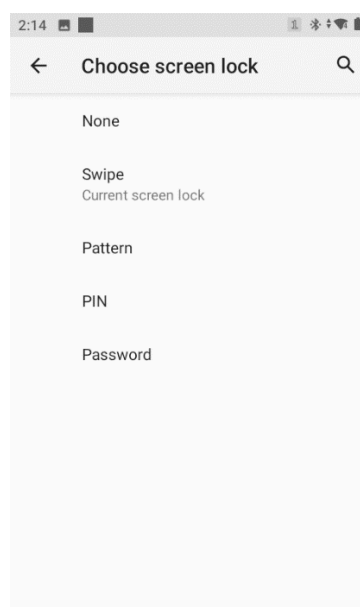 2:14
Choose screen lock
None
Swipe
Current screen lock
Pattern
PIN
Password